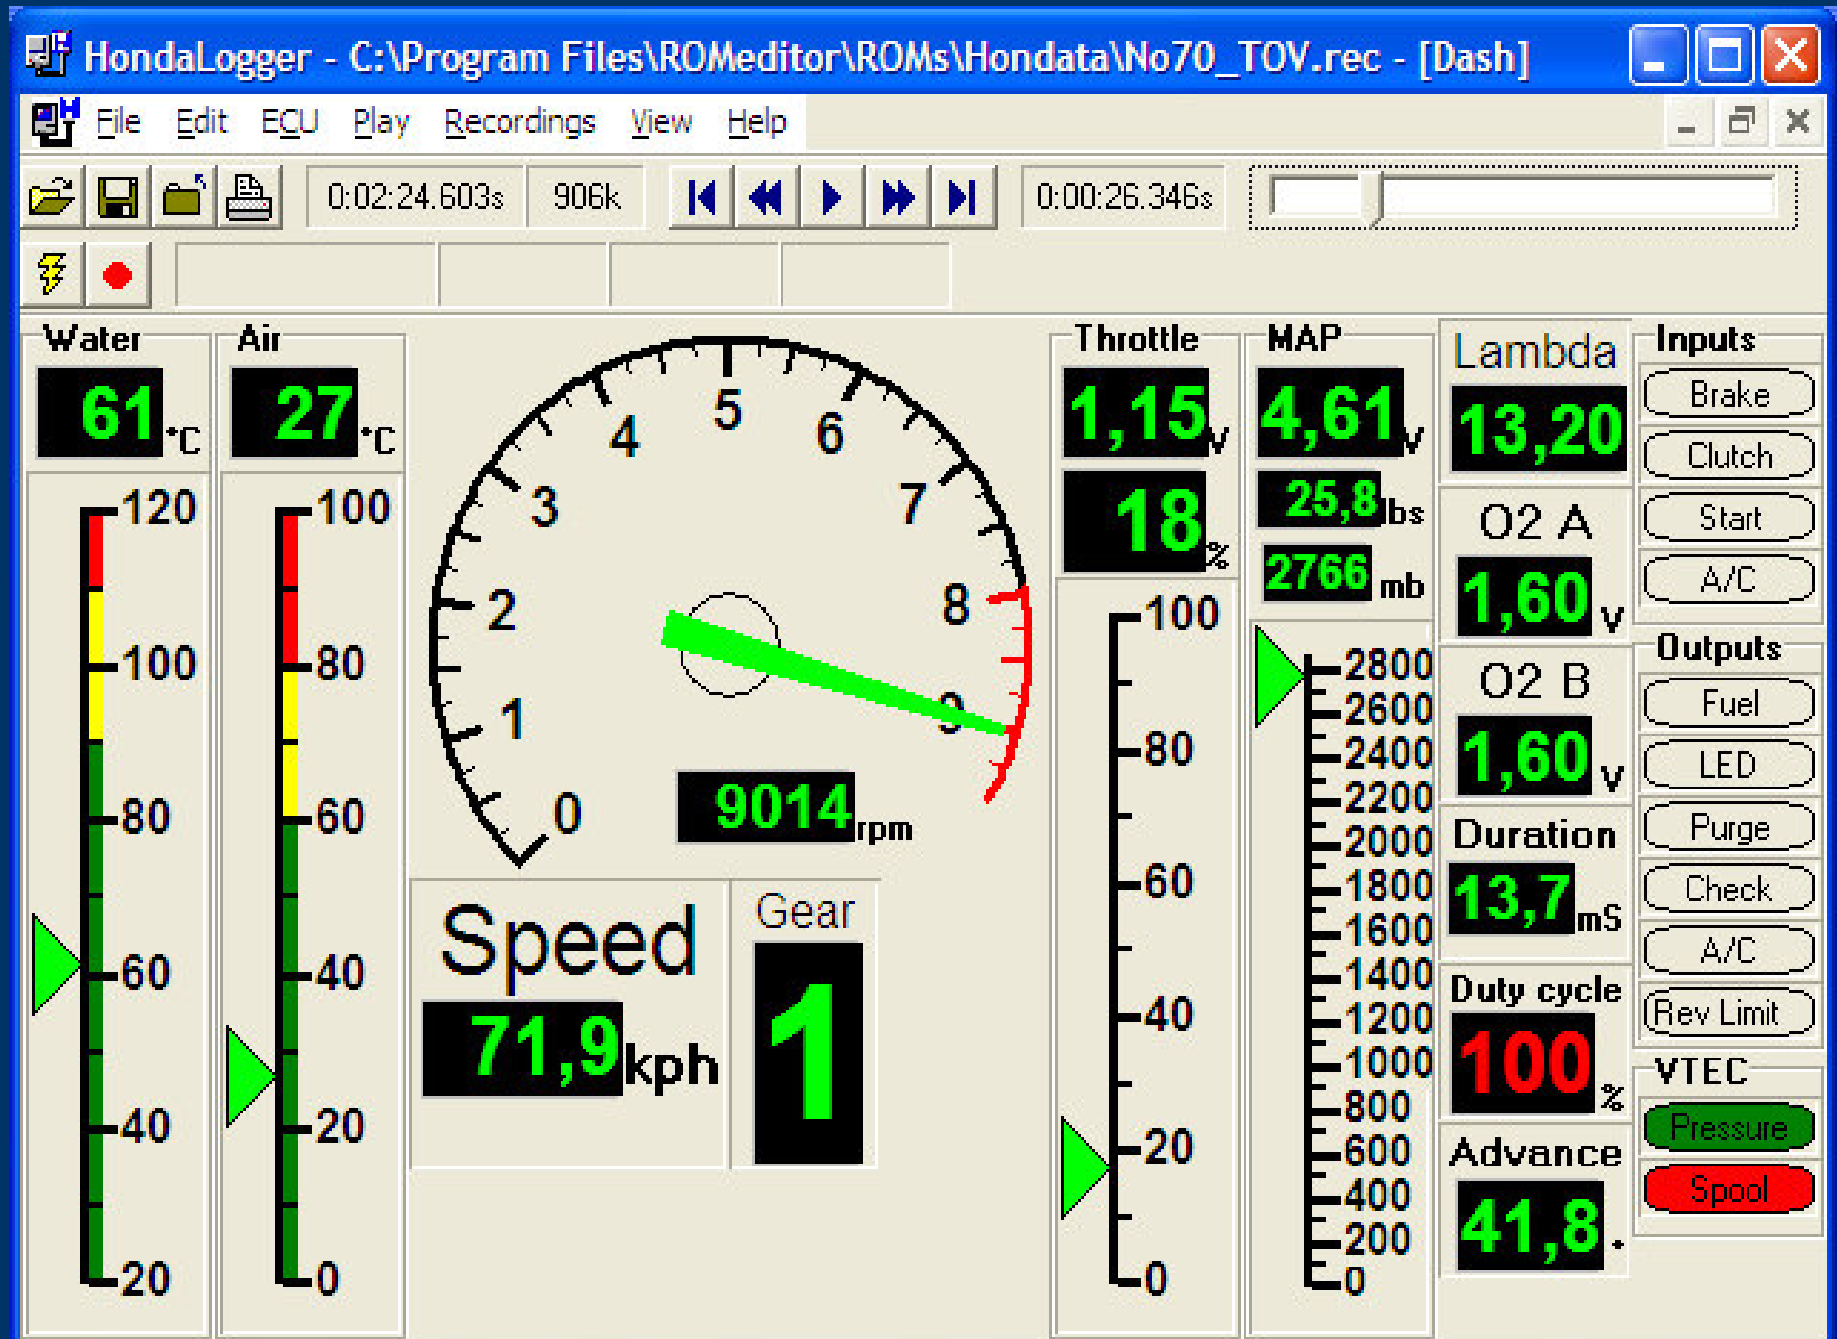 HondaLogger - C:\Program Files\ROMeditor\ROMs\Hondata\No70_TOV.rec - [Dash]
File Edit ECU Play Recordings View Help
0:02:24.603s 906k 0:00:26.346s
Water
61 °C
120
100
80
60
40
20
Air
27 °C
100
80
60
40
20
0
0
1
2
3
4
5
6
7
8
9
9014 rpm
Speed
71,9 kph
Gear
1
Throttle
1,15 V
18 %
100
80
60
40
20
0
MAP
4,61 V
25,8 lbs
2766 mb
2800
2600
2400
2200
2000
1800
1600
1400
1200
1000
800
600
400
200
0
Lambda
13,20
O2 A
1,60 V
O2 B
1,60 V
Duration
13,7 mS
Duty cycle
100 %
Advance
41,8 °
Inputs
Brake
Clutch
Start
A/C
Outputs
Fuel
LED
Purge
Check
A/C
Rev Limit
VTEC
Pressure
Spool